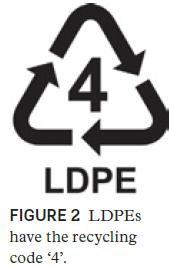 4
LDPE
FIGURE 2 LDPEs
have the recycling
code ‘4’.